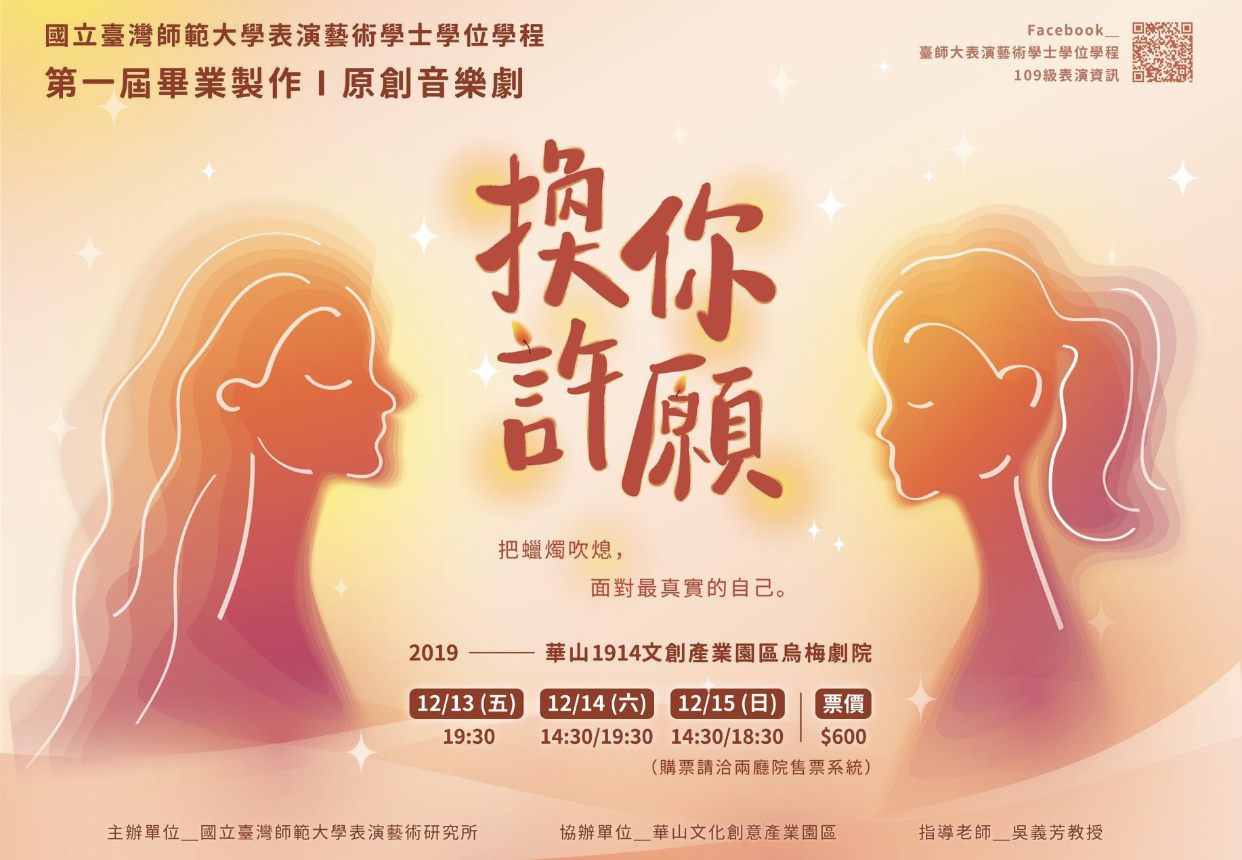 國立臺灣師範大學表演藝術學士學位學程
第一屆畢業製作 I 原創音樂劇
Facebook__
臺師大表演藝術學士學位學程
109級表演資訊
換你
許願
把蠟燭吹熄，
面對最真實的自己。
2019 —— 華山1914文創產業園區烏梅劇院
12/13 (五) 12/14 (六) 12/15 (日) 票價
19:30 14:30/19:30 14:30/18:30 $600
（購票請洽兩廳院售票系統）
主辦單位__國立臺灣師範大學表演藝術研究所 協辦單位__華山文化創意產業園區 指導老師__吳義芳教授